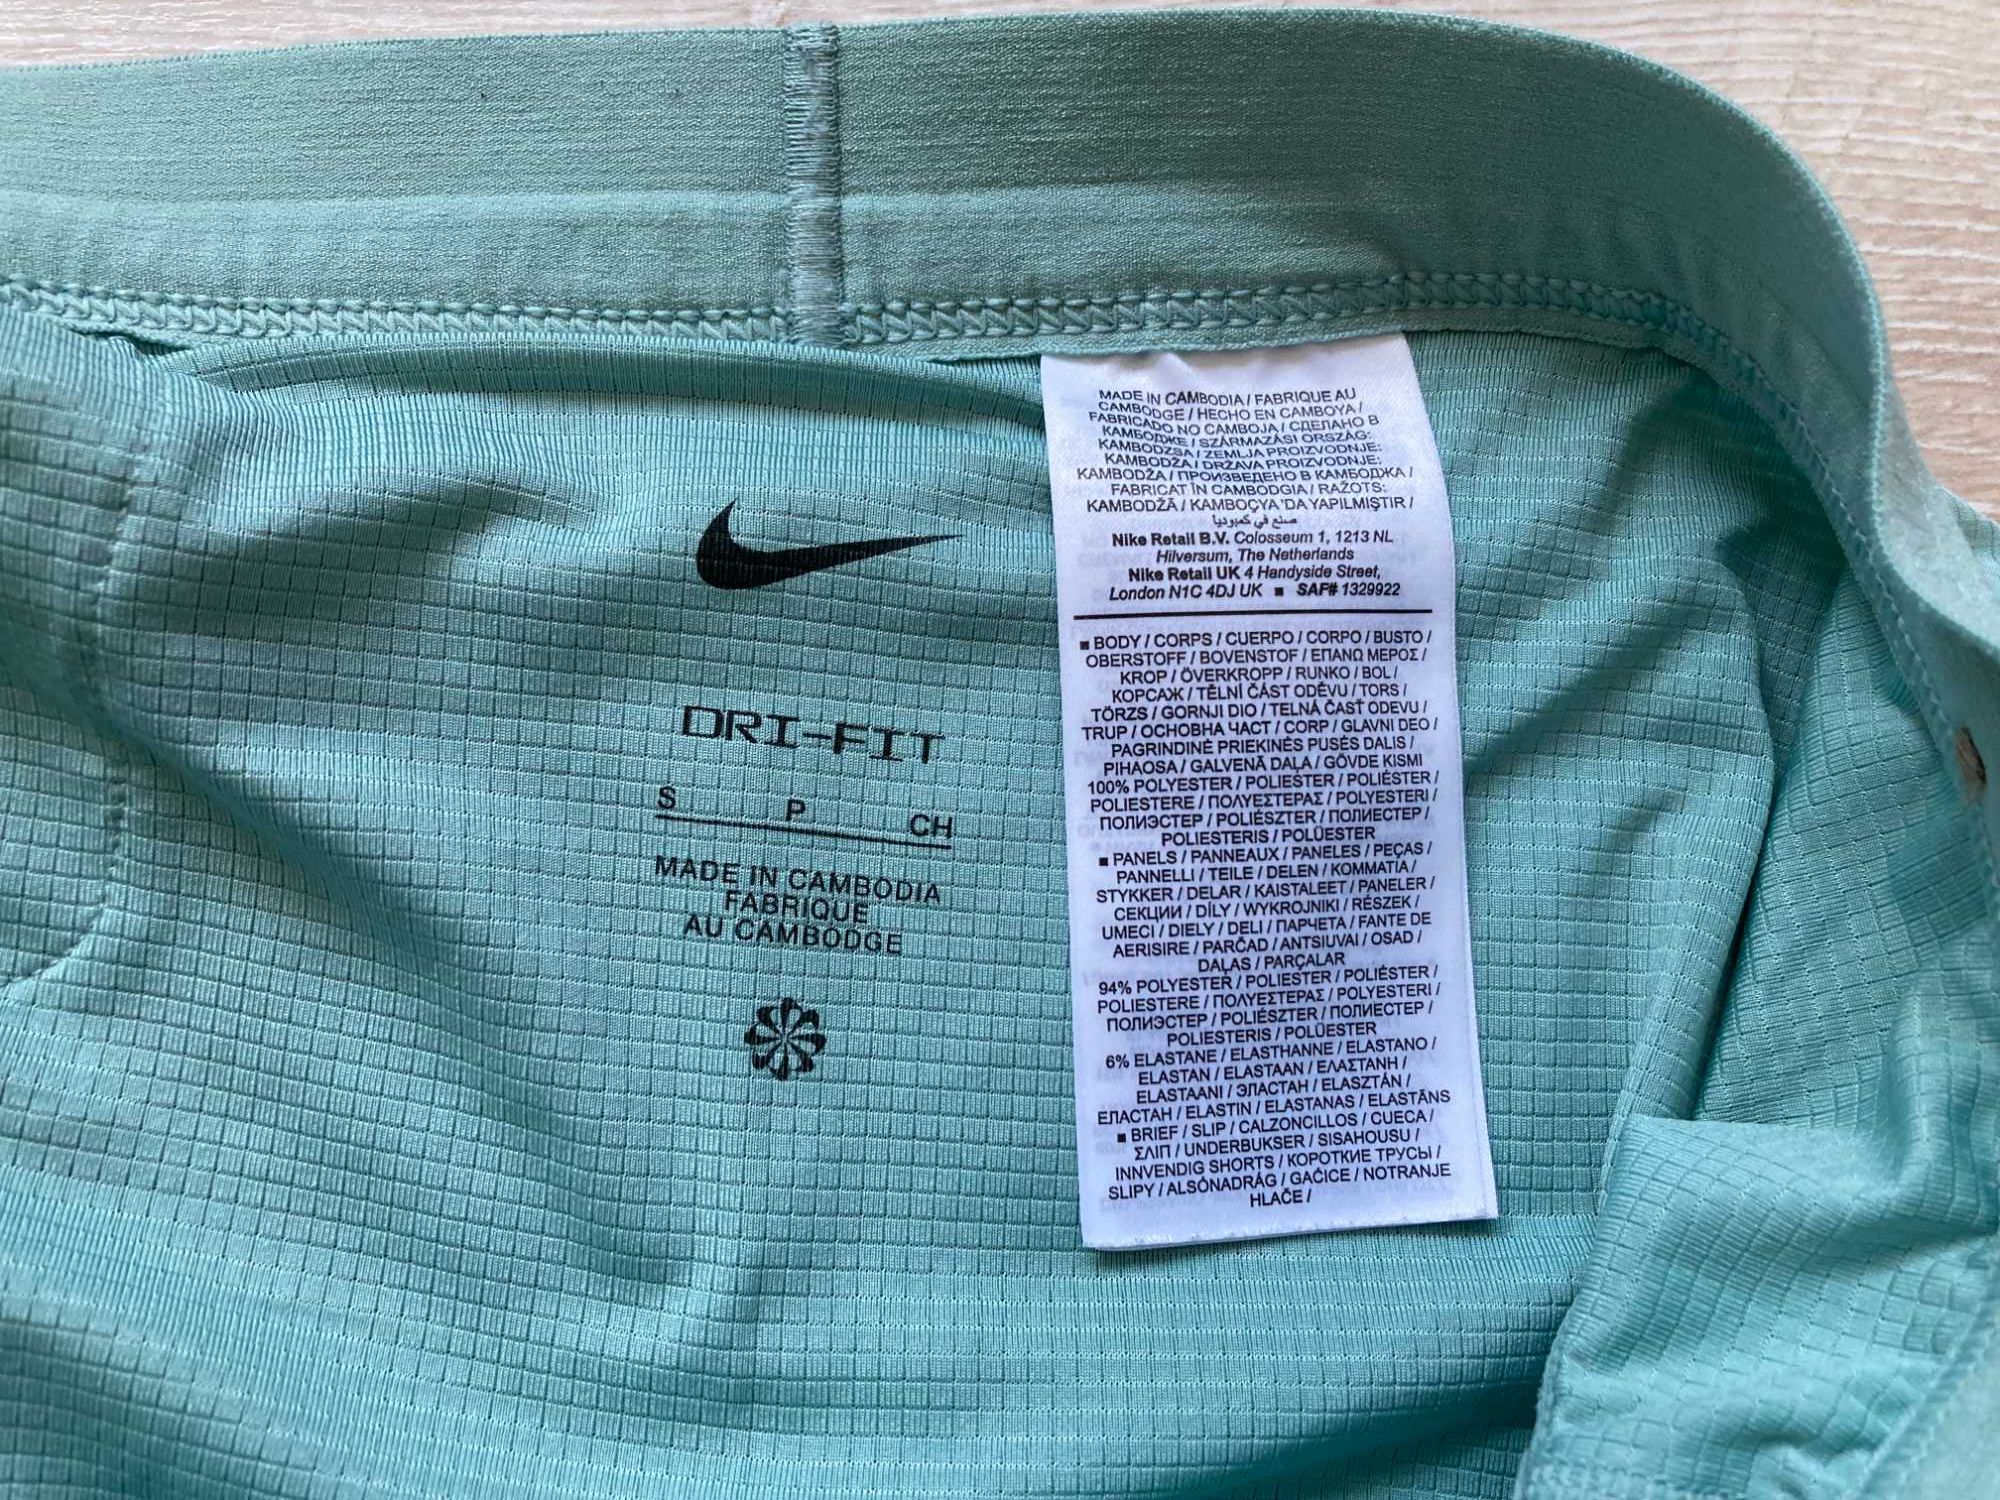 DRI-FIT
S P CH
MADE IN CAMBODIA
FABRIQUE
AU CAMBODGE
MADE IN CAMBODIA / FABRIQUE AU
CAMBODGE / HECHO EN CAMBOYA /
FABRICADO NO CAMBOJA / СДЕЛАНО В
КАМБОДЖЕ / SZÁRMAZÁSI ORSZÁG:
KAMBODZSA / ZEMLJA PROIZVODNJE:
KAMBODŽA / DRŽAVA PROIZVODNJE:
KAMBODŽA / ПРОИЗВЕДЕНО В КАМБОДЖА /
FABRICAT ÎN CAMBODGIA / RAŽOTS:
KAMBODŽĀ / KAMBOÇYA'DA YAPILMIŞTIR /
صنع في كمبوديا
Nike Retail B.V. Colosseum 1, 1213 NL
Hilversum, The Netherlands
Nike Retail UK 4 Handyside Street,
London N1C 4DJ UK ■ SAF# 1329922
■ BODY / CORPS / CUERPO / CORPO / BUSTO /
OBERSTOFF / BOVENSTOF / ΕΠΑΝΩ ΜΕΡΟΣ /
KROP / ÖVERKROPP / RUNKO / BOL /
КОРСАЖ / TĚLNÍ ČÁST ODĚVU / TORS /
TÖRZS / GORNJI DIO / TELNÁ ČASŤ ODEVU /
TRUP / ОСНОВНА ЧАСТ / CORP / GLAVNI DEO /
PAGRINDINĖ PRIEKINĖS PUSĖS DALIS /
PIHAOSA / GALVENĀ DAĻA / GÖVDE KISMI
100% POLYESTER / POLIESTER / POLIÉSTER /
POLIESTERE / ΠΟΛΥΕΣΤΕΡΑΣ / POLYESTERI /
ПОЛИЭСТЕР / POLIÉSZTER / ПОЛИЕСТЕР /
POLIESTERIS / POLÜESTER
■ PANELS / PANNEAUX / PANELES / PEÇAS /
PANNELLI / TEILE / DELEN / ΚΟΜΜΑΤΙΑ /
STYKKER / DELAR / KAISTALEET / PANELER /
СЕКЦИИ / DÍLY / WYKROJNIKI / RÉSZEK /
UMECI / DIELY / DELI / ПАРЧЕТА / FANTE DE
AERISIRE / PARČAD / ANTSIUVAI / OSAD /
DAĻAS / PARÇALAR
94% POLYESTER / POLIESTER / POLIÉSTER /
POLIESTERE / ΠΟΛΥΕΣΤΕΡΑΣ / POLYESTERI /
ПОЛИЭСТЕР / POLIÉSZTER / ПОЛИЕСТЕР /
POLIESTERIS / POLÜESTER
6% ELASTANE / ELASTHANNE / ELASTANO /
ELASTAN / ELASTAAN / ΕΛΑΣΤΑΝΗ /
ELASTAANI / ЭЛАСТАН / ELASZTÁN /
ЕЛАСТАН / ELASTIN / ELASTANAS / ELASTĀNS
■ BRIEF / SLIP / CALZONCILLOS / CUECA /
ΣΛΙΠ / UNDERBUKSER / SISAHOUSU /
INNVENDIG SHORTS / КОРОТКИЕ ТРУСЫ /
SLIPY / ALSÓNADRÁG / GAĆICE / NOTRANJE
HLAČE /